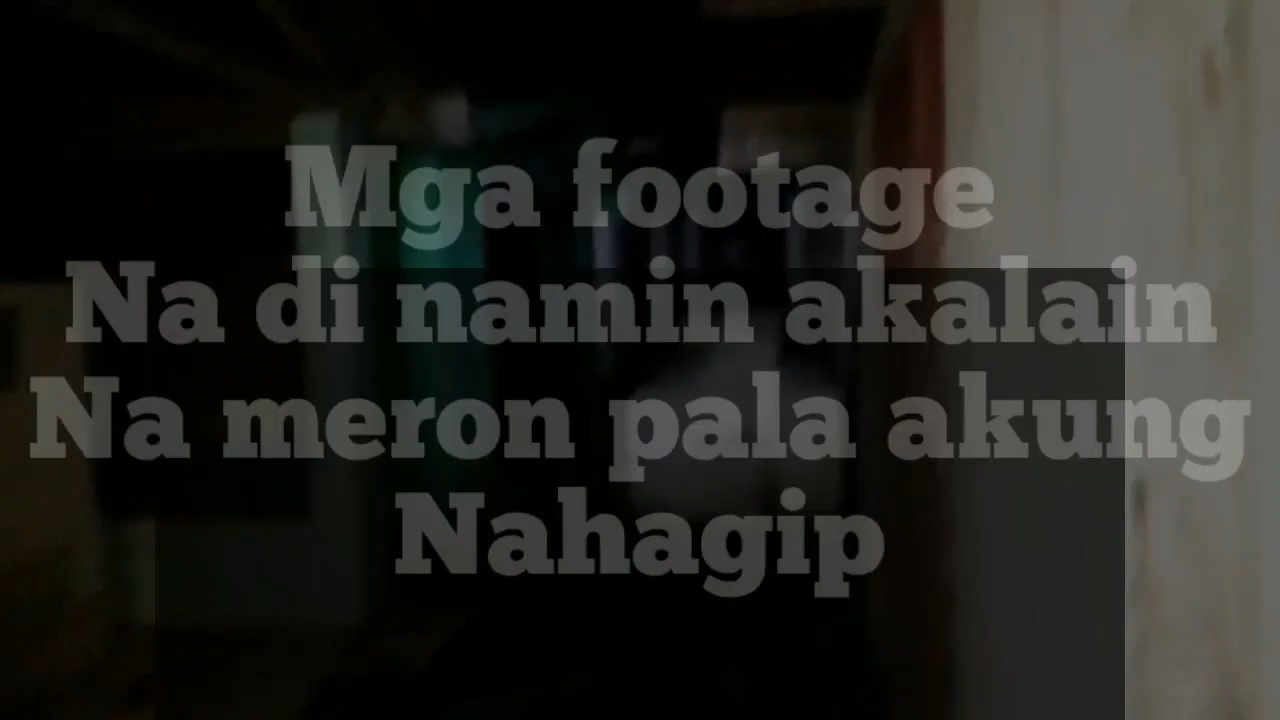 Mga footage
Na di namin akalain
Na meron pala akung
Nahagip